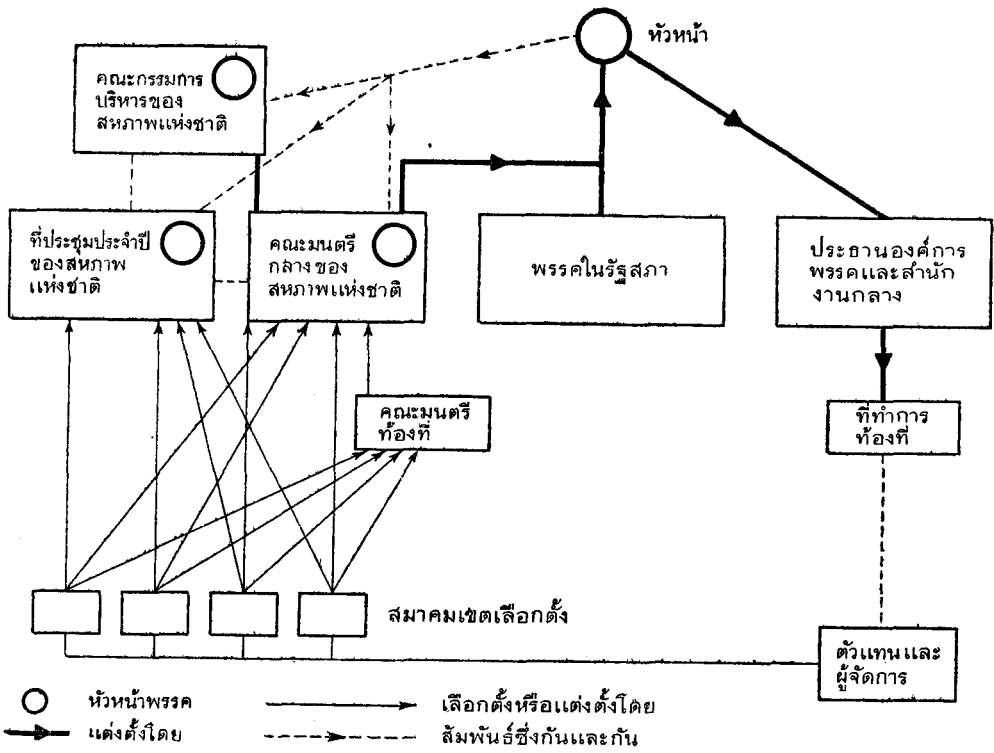 หัวหน้า
คณะกรรมการ
บริหารของ
สหภาพแห่งชาติ
ที่ประชุมประจำปี
ของสหภาพ
แห่งชาติ
คณะมนตรี
กลางของ
สหภาพแห่งชาติ
พรรคในรัฐสภา
ประธานองค์การ
พรรคและสำนัก
งานกลาง
คณะมนตรี
ท้องที่
ที่ทำการ
ท้องที่
สมาคมเขตเลือกตั้ง
ตัวแทนและ
ผู้จัดการ
หัวหน้าพรรค
เลือกตั้งหรือแต่งตั้งโดย
แต่งตั้งโดย
สัมพันธ์ซึ่งกันและกัน